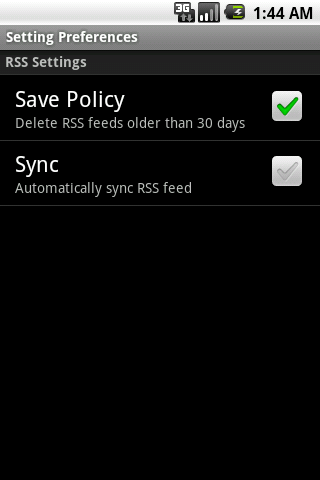 3G 1:44 AM
Setting Preferences
RSS Settings
Save Policy
Delete RSS feeds older than 30 days
Sync
Automatically sync RSS feed